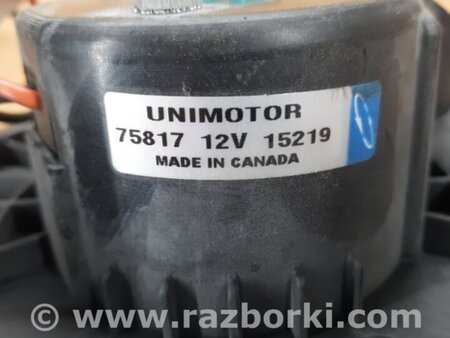 UNIMOTOR
75817 12V 15219
MADE IN CANADA
© www.razborki.com